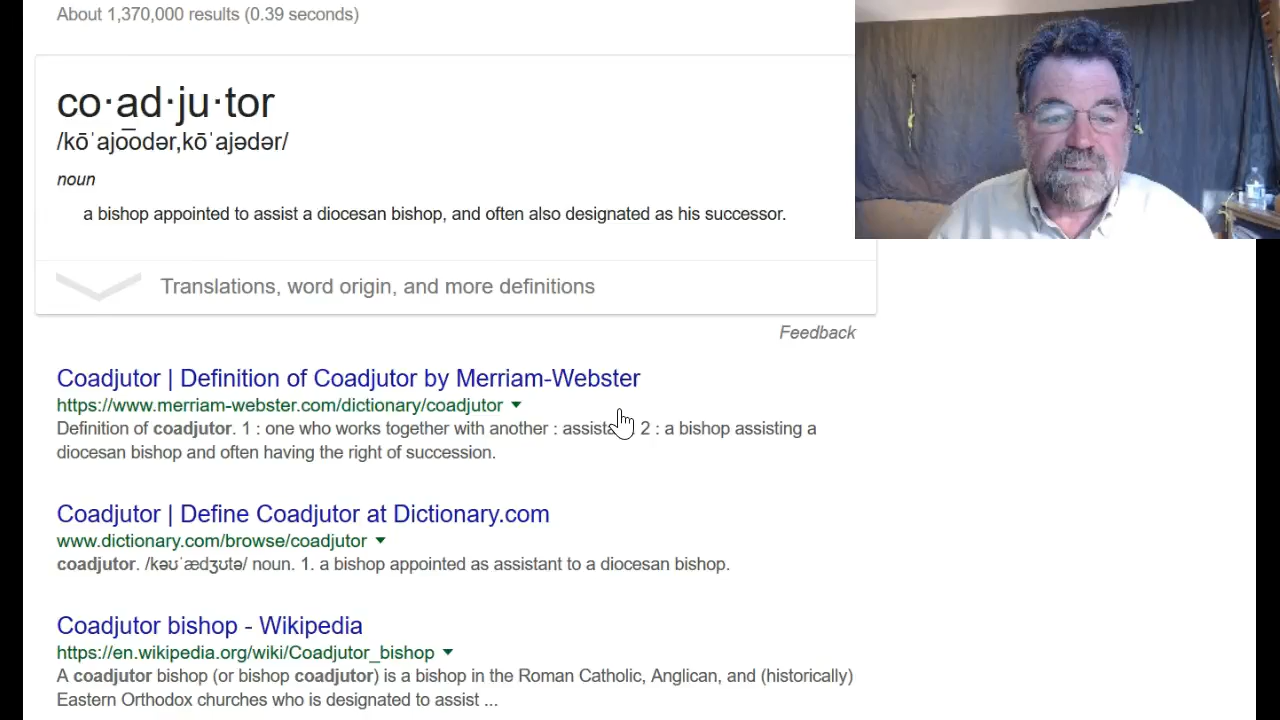 About 1,370,000 results (0.39 seconds)
co·ad·ju·tor
/kōˈajo͞odər,kōˈajədər/
noun
a bishop appointed to assist a diocesan bishop, and often also designated as his successor.
Translations, word origin, and more definitions
Feedback
Coadjutor | Definition of Coadjutor by Merriam-Webster
https://www.merriam-webster.com/dictionary/coadjutor
Definition of coadjutor. 1 : one who works together with another : 2 : a bishop assisting a
diocesan bishop and often having the right of succession.
Coadjutor | Define Coadjutor at Dictionary.com
www.dictionary.com/browse/coadjutor
coadjutor. /kəʊˈædʒʊtə/ noun. 1. a bishop appointed as assistant to a diocesan bishop.
Coadjutor bishop - Wikipedia
https://en.wikipedia.org/wiki/Coadjutor_bishop
A coadjutor bishop (or bishop coadjutor) is a bishop in the Roman Catholic, Anglican, and (historically)
Eastern Orthodox churches who is designated to assist ...